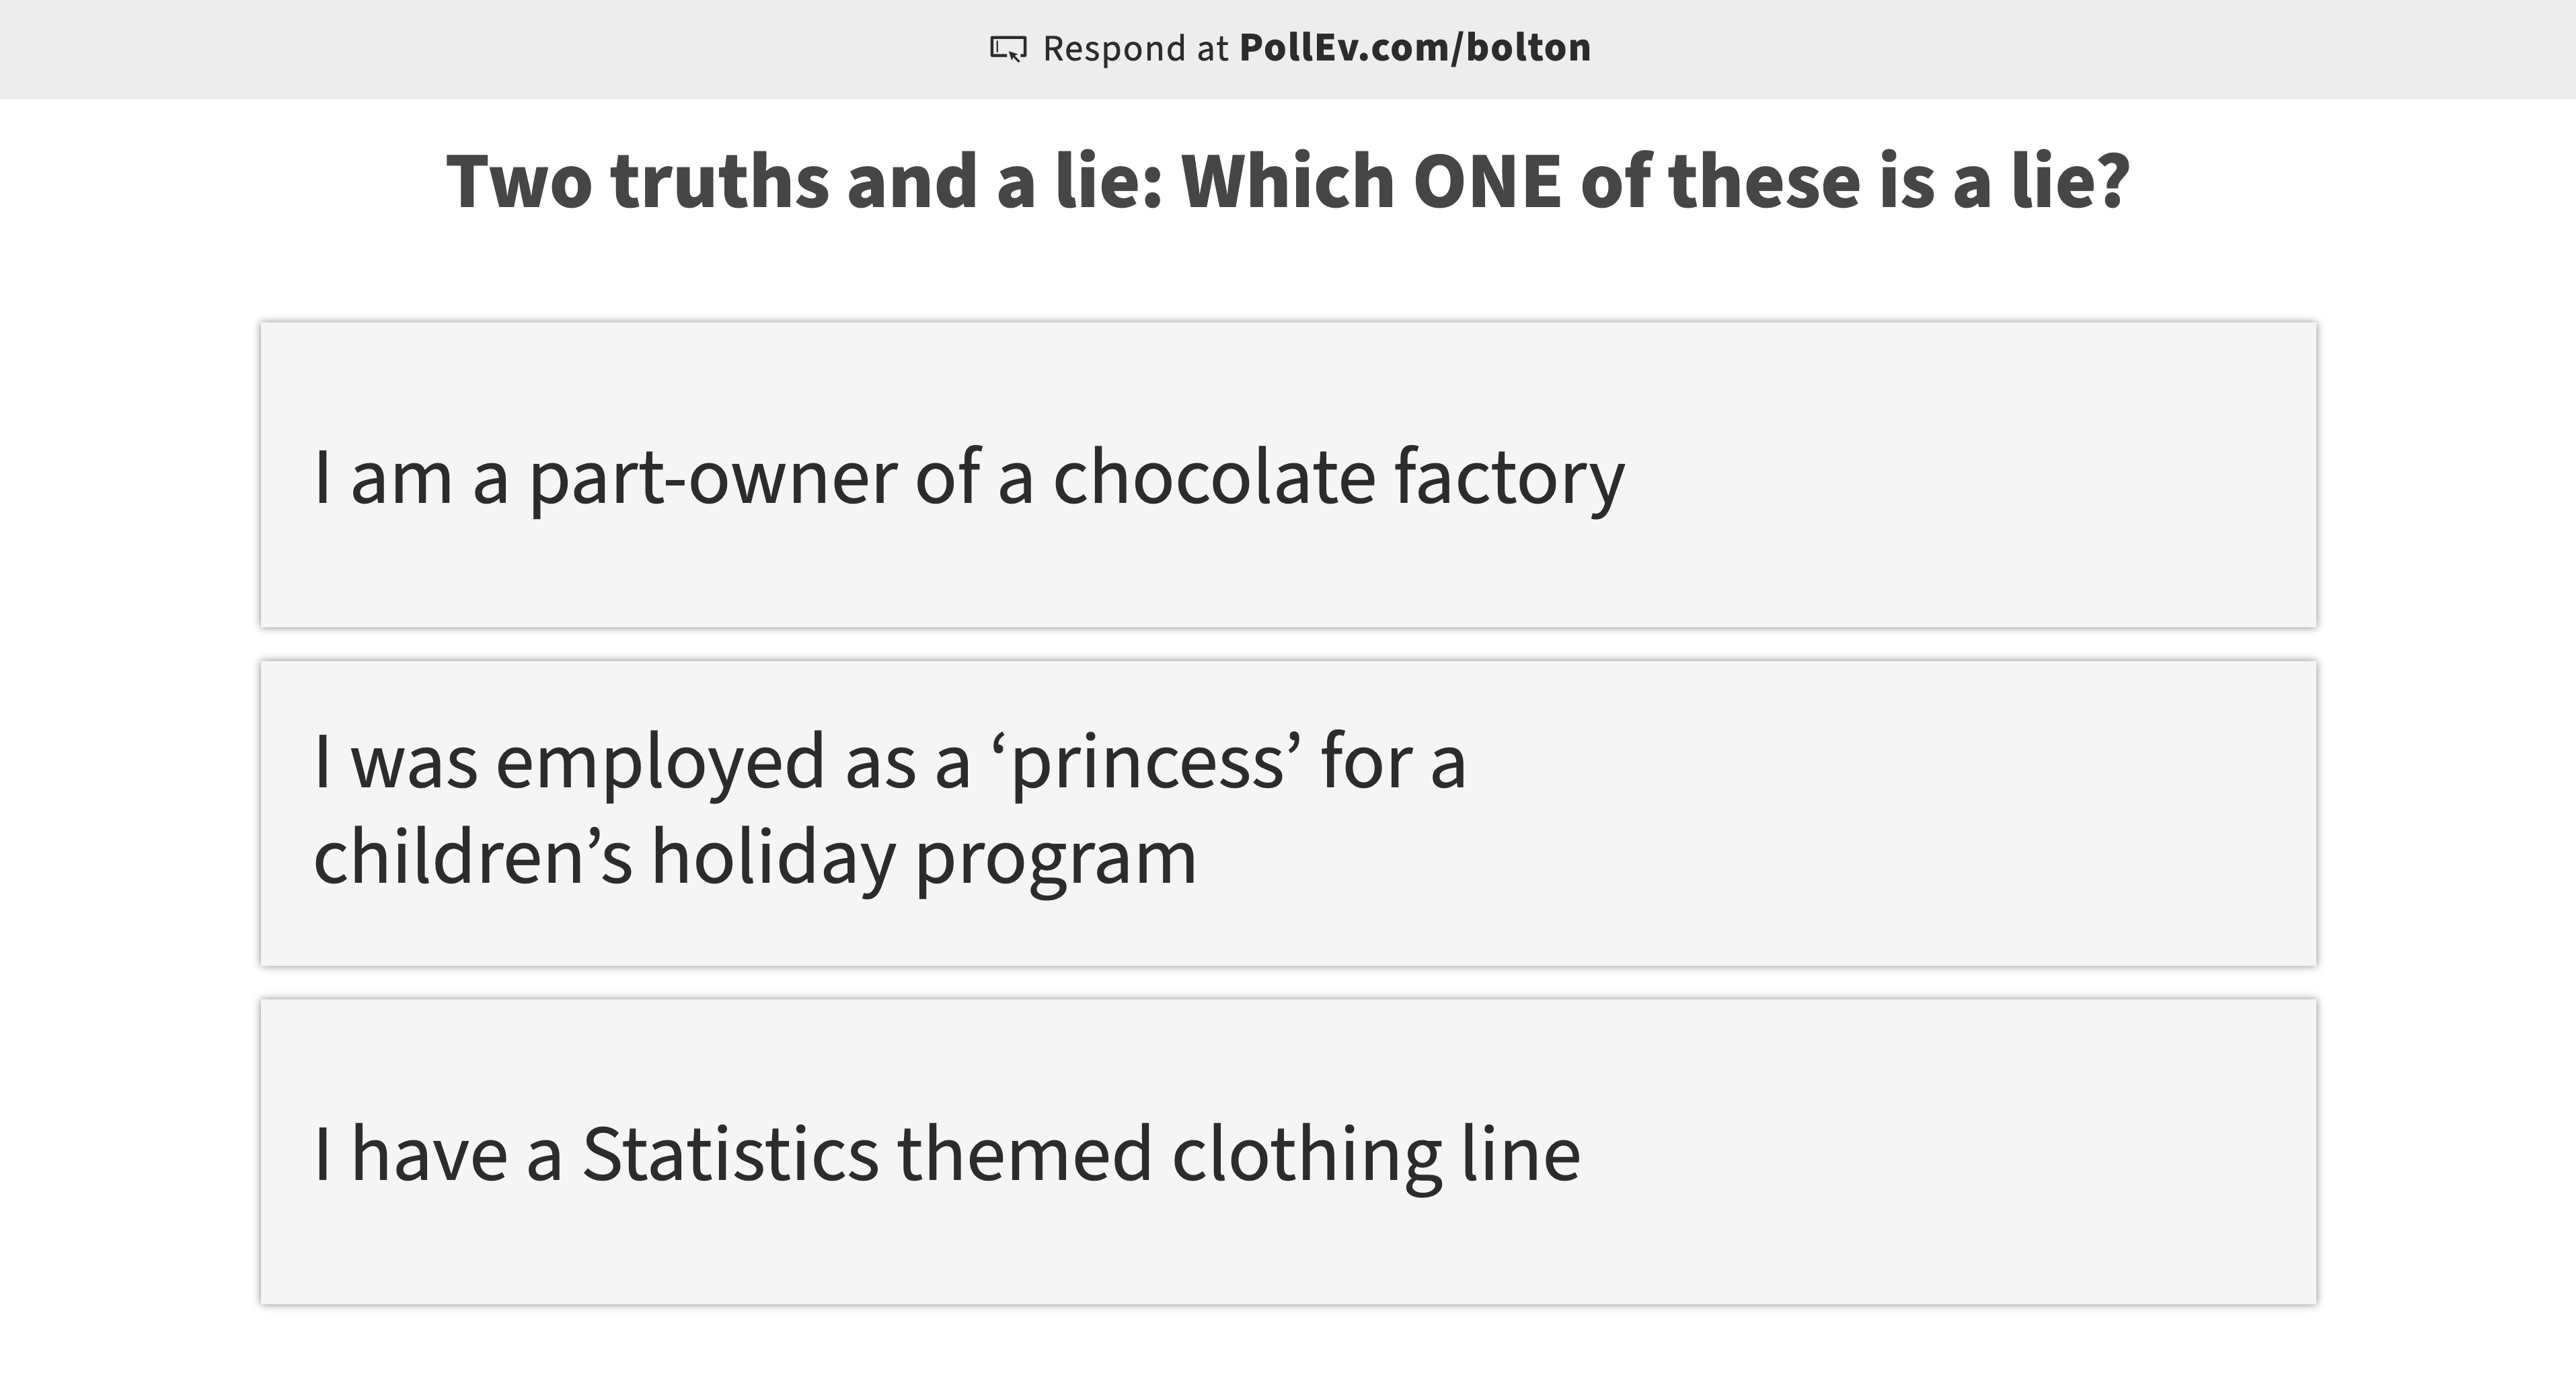 Respond at PollEv.com/bolton
Two truths and a lie: Which ONE of these is a lie?
I am a part-owner of a chocolate factory
I was employed as a ‘princess’ for a
children’s holiday program
I have a Statistics themed clothing line